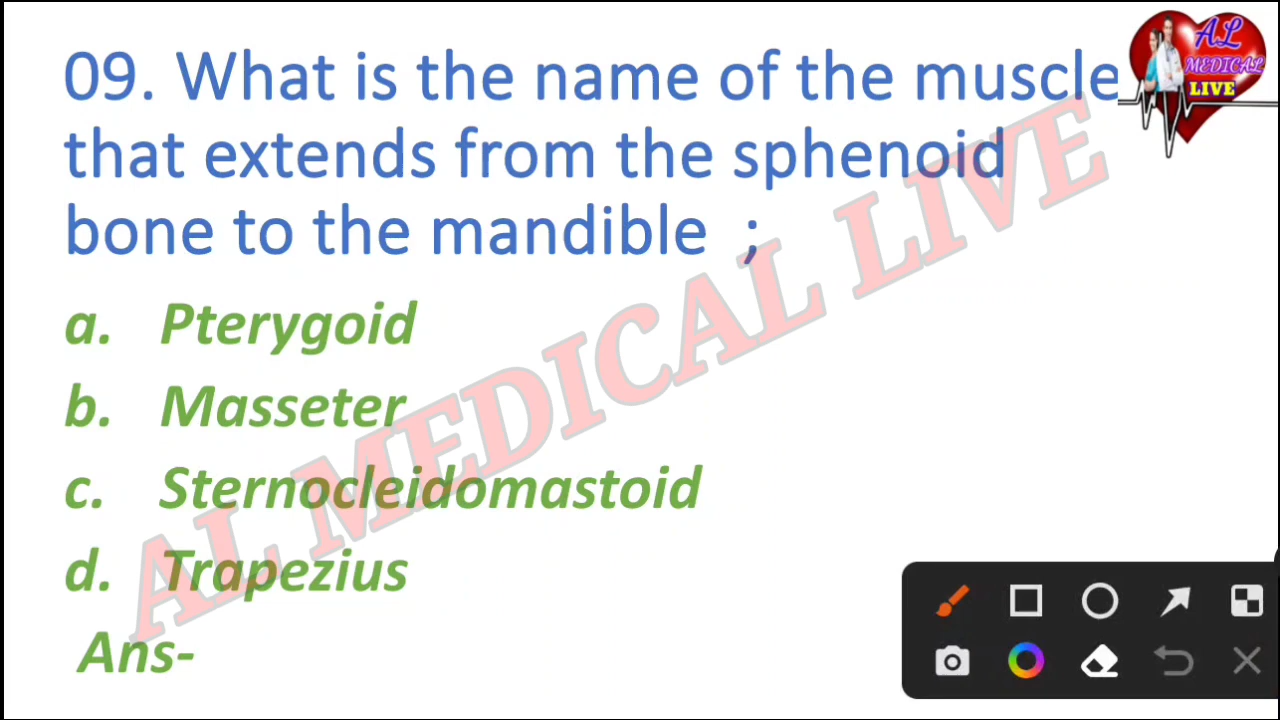 09. What is the name of the muscle
that extends from the sphenoid
bone to the mandible ;
a. Pterygoid
b. Masseter
c. Sternocleidomastoid
d. Trapezius
Ans-
AL MEDICAL LIVE
AL
MEDICAL
LIVE